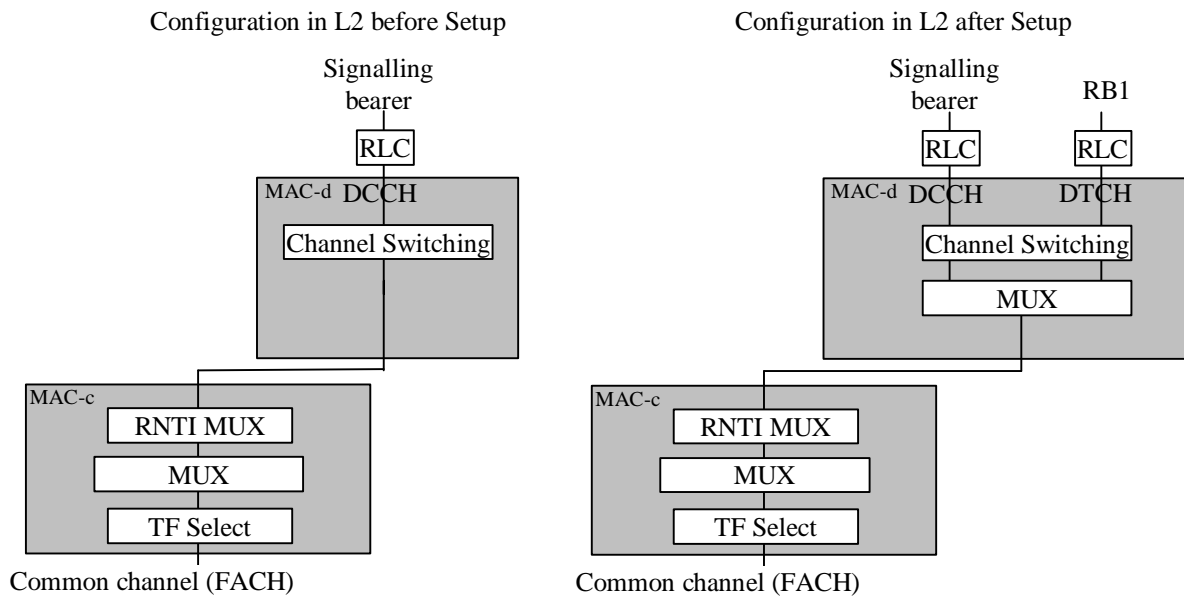 Configuration in L2 before Setup
Signalling
bearer
RLC
MAC-d DCCH
Channel Switching
MAC-c
RNTI MUX
MUX
TF Select
Common channel (FACH)
Configuration in L2 after Setup
Signalling
bearer
RB1
RLC
RLC
MAC-d DCCH
DTCH
Channel Switching
MUX
MAC-c
RNTI MUX
MUX
TF Select
Common channel (FACH)